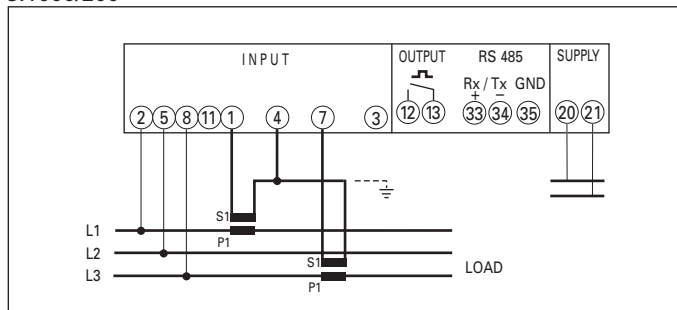 INPUT OUTPUT RS 485 SUPPLY
Rx / Tx GND
+ −
2 5 8 11 1 4 7 3 12 13 33 34 35 20 21
S1
L1
P1
L2
S1
LOAD
L3
P1